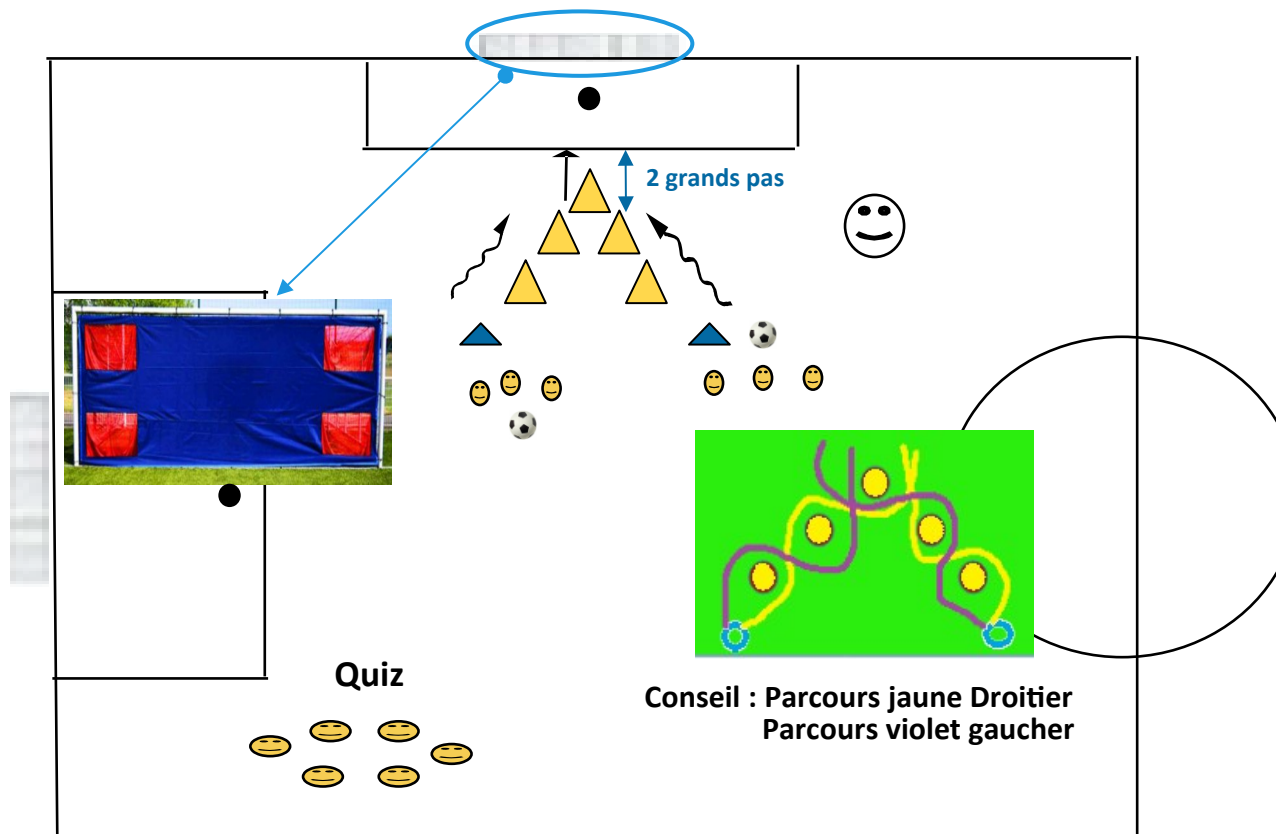 2 grands pas
Quiz
Conseil : Parcours jaune Droitier
Parcours violet gaucher